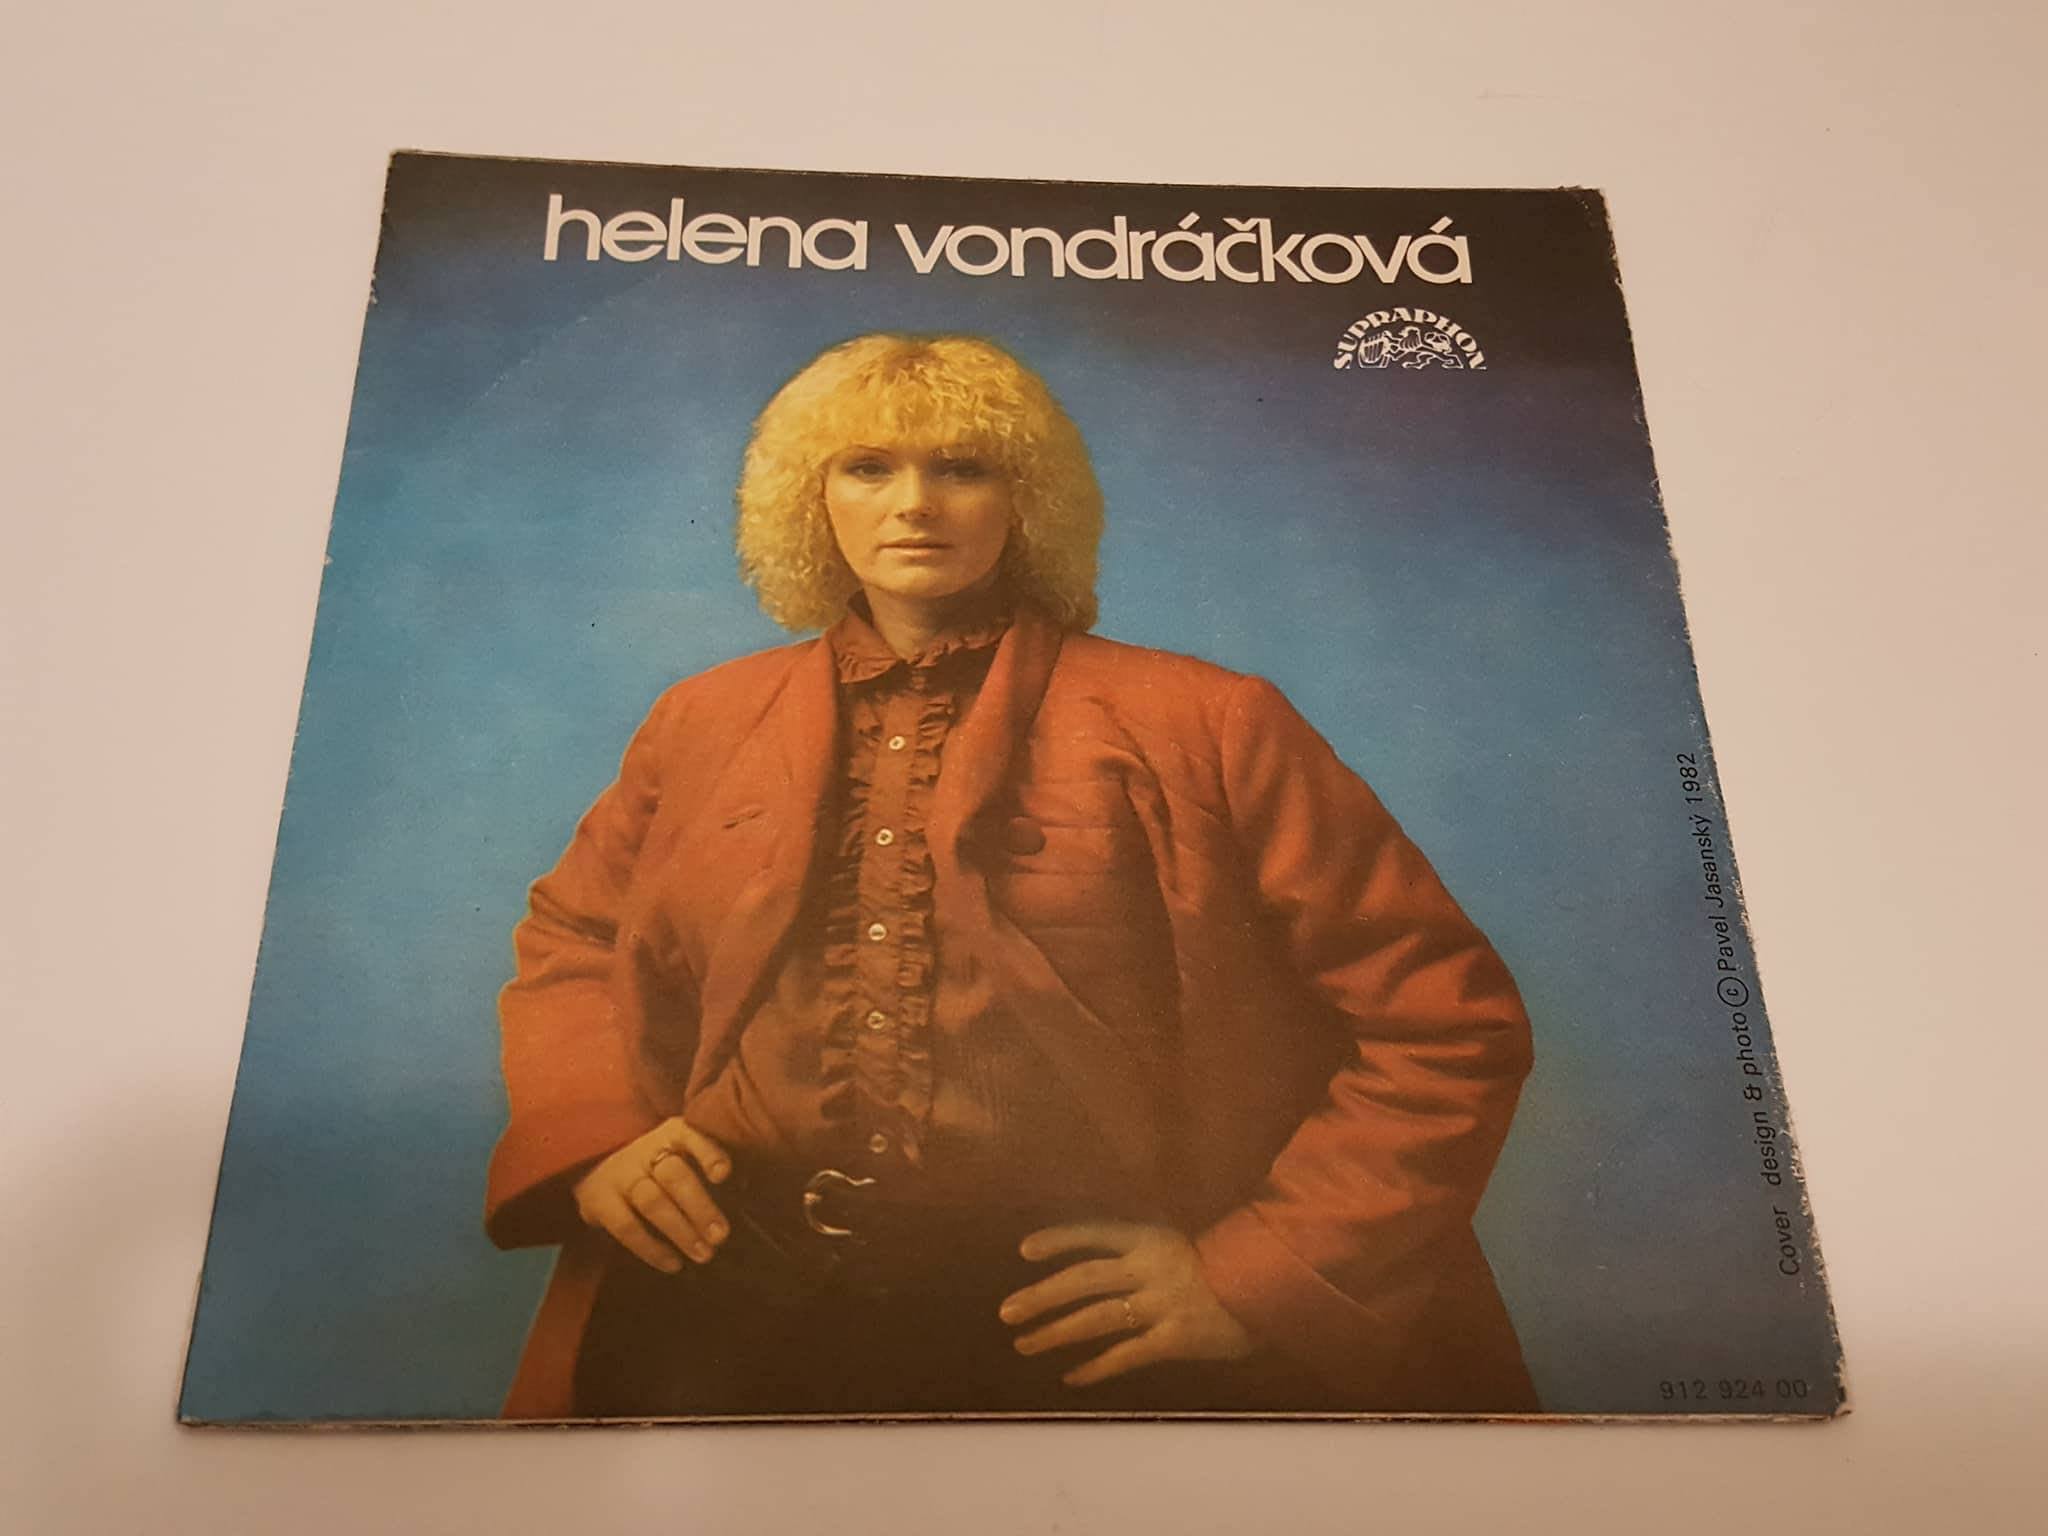 helena vondráčková
SUPRAPHON
Cover design & photo © Pavel Jasanský 1982
912 924 00